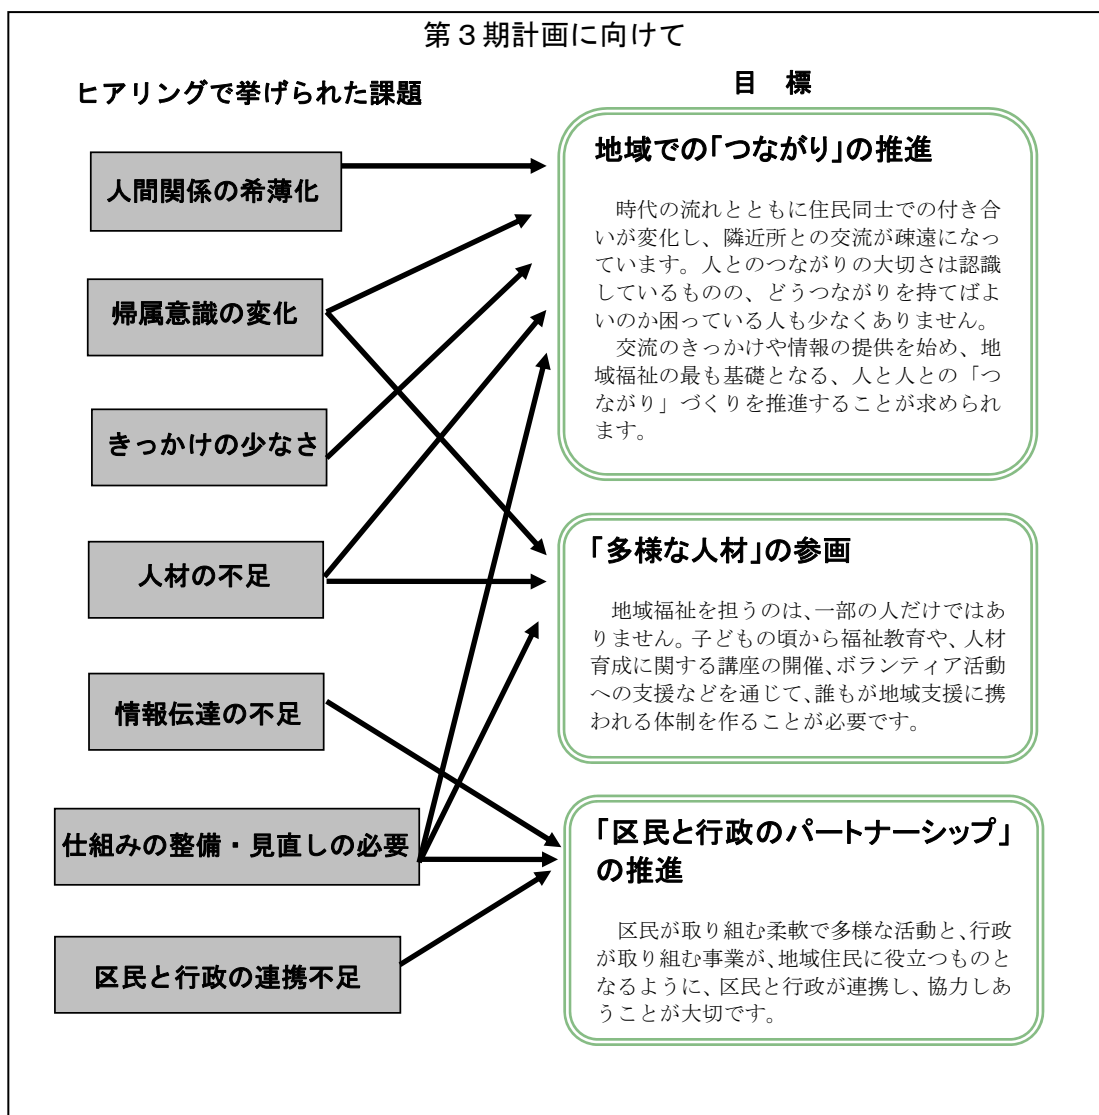 第３期計画に向けて
ヒアリングで挙げられた課題
人間関係の希薄化
帰属意識の変化
きっかけの少なさ
人材の不足
情報伝達の不足
仕組みの整備・見直しの必要
区民と行政の連携不足
目　標
地域での「つながり」の推進
時代の流れとともに住民同士での付き合
いが変化し、隣近所との交流が疎遠になっ
ています。人とのつながりの大切さは認識
しているものの、どうつながりを持てばよ
いのか困っている人も少なくありません。
交流のきっかけや情報の提供を始め、地
域福祉の最も基礎となる、人と人との「つ
ながり」づくりを推進することが求められ
ます。
「多様な人材」の参画
地域福祉を担うのは、一部の人だけではあ
りません。子どもの頃から福祉教育や、人材
育成に関する講座の開催、ボランティア活動
への支援などを通じて、誰もが地域支援に携
われる体制を作ることが必要です。
「区民と行政のパートナーシップ」
の推進
区民が取り組む柔軟で多様な活動と、行政
が取り組む事業が、地域住民に役立つものと
なるように、区民と行政が連携し、協力しあ
うことが大切です。